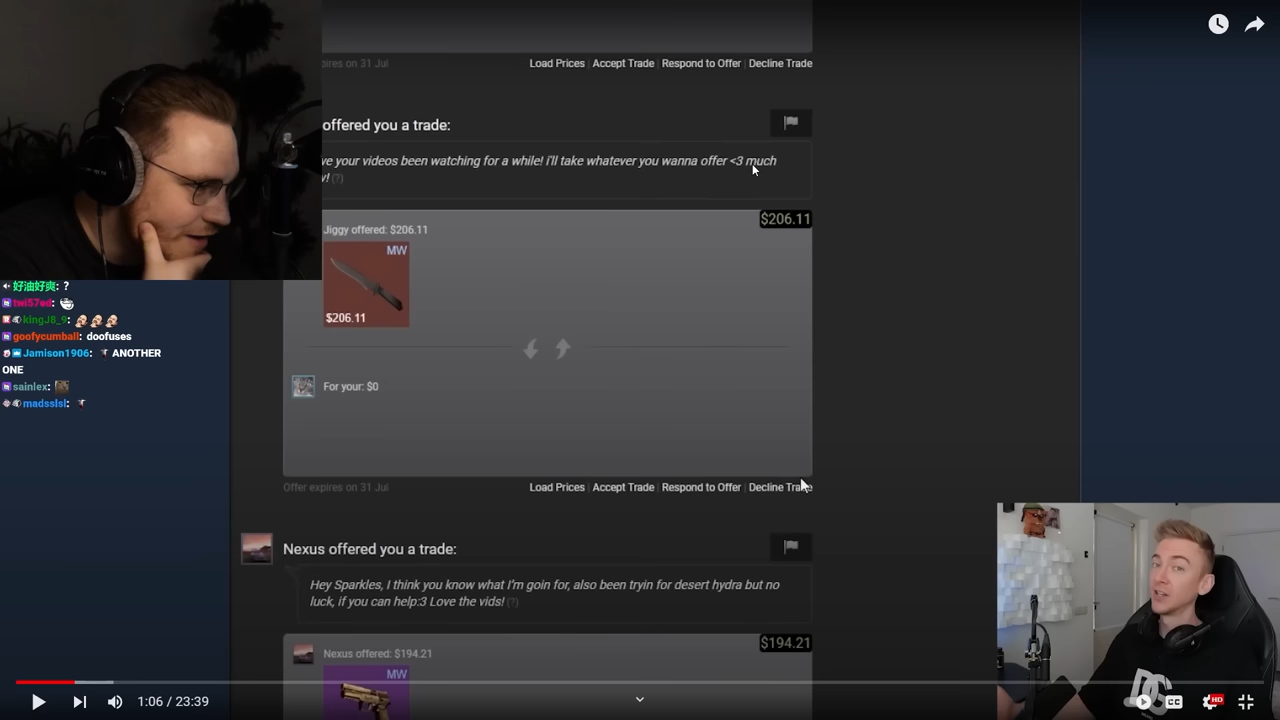 pires on 31 Jul
Load Prices | Accept Trade | Respond to Offer | Decline Trade
offered you a trade:
ve your videos been watching for a while! i'll take whatever you wanna offer <3 much
v! (?)
$206.11
Jiggy offered: $206.11
MW
$206.11
For your: $0
Offer expires on 31 Jul
Load Prices | Accept Trade | Respond to Offer | Decline Trade
Nexus offered you a trade:
Hey Sparkles, I think you know what I'm goin for, also been tryin for desert hydra but no
luck, if you can help:3 Love the vids! (?)
$194.21
Nexus offered: $194.21
MW
好油好爽: ?
twi57ed:
kingJ8_9:
goofycumball: doofuses
Jamison1906: ANOTHER
ONE
sainlex:
madsslsl:
DC
1:06 / 23:39
CC
HD